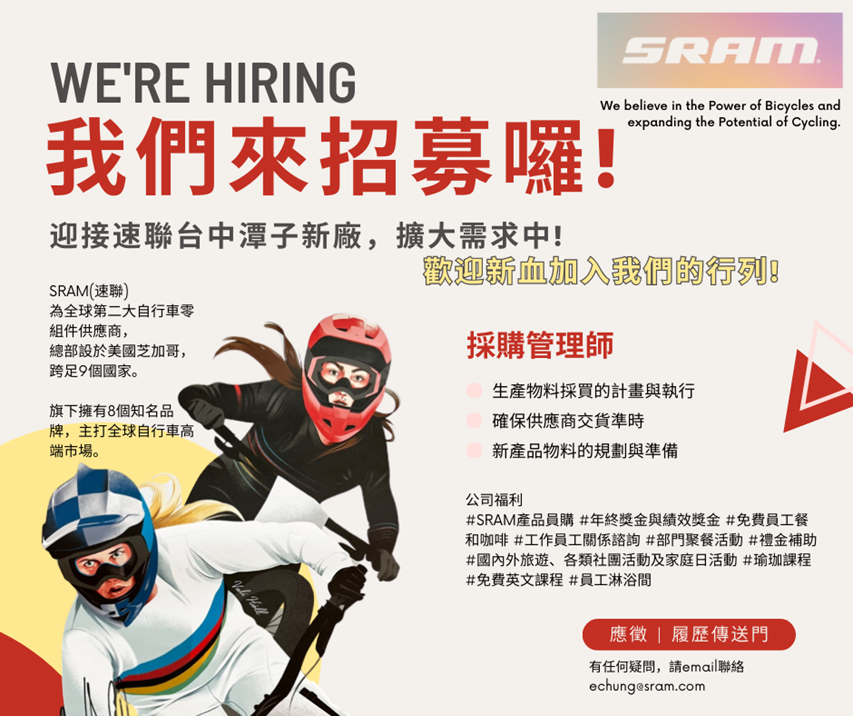 SRAM
We believe in the Power of Bicycles and
expanding the Potential of Cycling.
WE'RE HIRING
我們來招募囉!
迎接速聯台中潭子新廠，擴大需求中!
歡迎新血加入我們的行列!
SRAM(速聯)
為全球第二大自行車零
組件供應商，
總部設於美國芝加哥，
跨足9個國家。
旗下擁有8個知名品
牌，主打全球自行車高
端市場。
採購管理師
生產物料採買的計畫與執行
確保供應商交貨準時
新產品物料的規劃與準備
公司福利
#SRAM產品員購 #年終獎金與績效獎金 #免費員工餐
和咖啡 #工作員工關係諮詢 #部門聚餐活動 #禮金補助
#國內外旅遊、各類社團活動及家庭日活動 #瑜珈課程
#免費英文課程 #員工淋浴間
應徵 | 履歷傳送門
有任何疑問，請email聯絡
echung@sram.com
Vali Höll